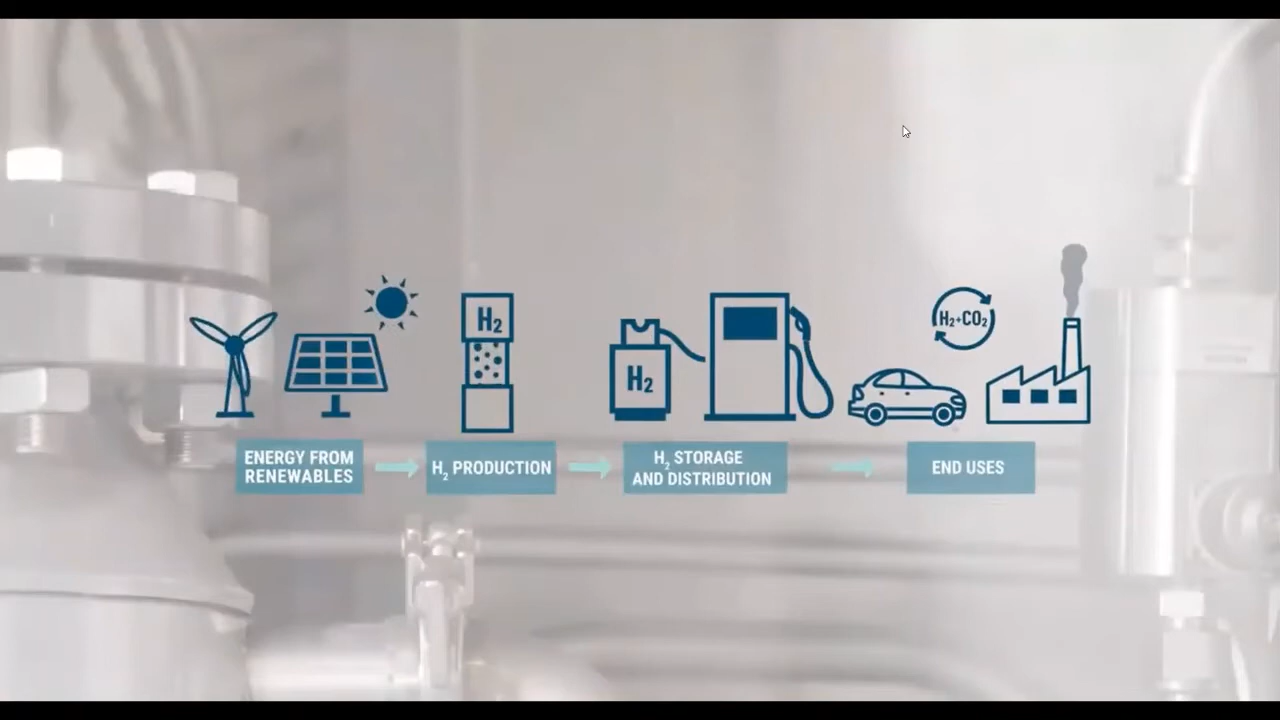 H₂
H₂
H₂+CO₂
ENERGY FROM
RENEWABLES
H₂ PRODUCTION
H₂ STORAGE
AND DISTRIBUTION
END USES